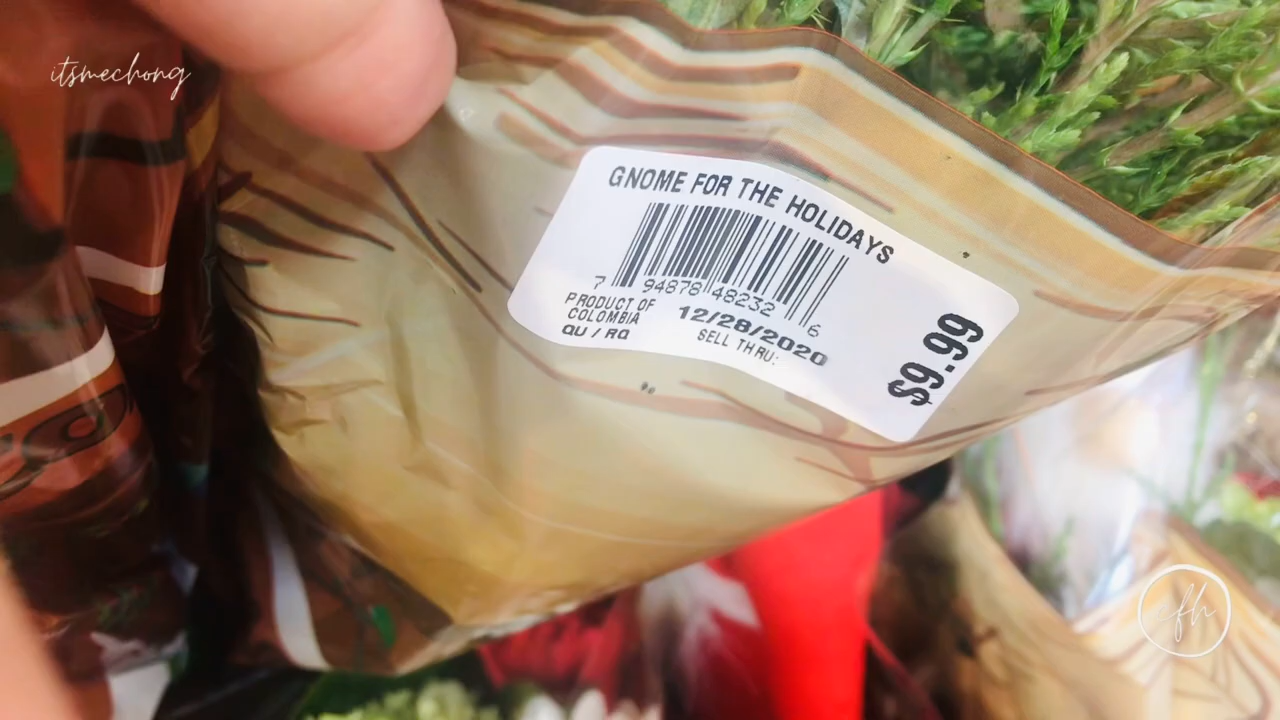 itsmechong
GNOME FOR THE HOLIDAYS
7 94878 48232 6
PRODUCT OF
COLOMBIA
QU / RQ
12/28/2020
SELL THRU:
$9.99
efh